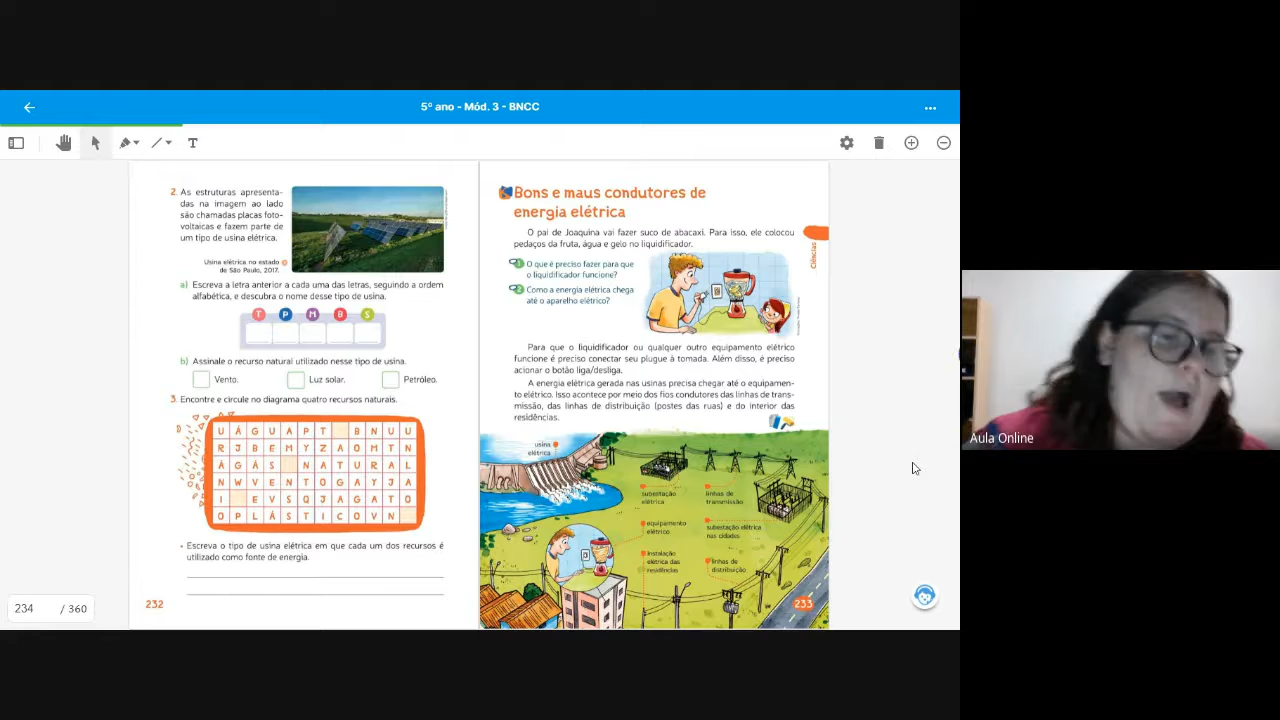 5º ano - Mód. 3 - BNCC
T
2. As estruturas apresenta-
das na imagem ao lado
são chamadas placas foto-
voltaicas e fazem parte de
um tipo de usina elétrica.
Usina elétrica no estado
de São Paulo, 2017.
a) Escreva a letra anterior a cada uma das letras, seguindo a ordem
alfabética, e descubra o nome desse tipo de usina.
T P M B S
b) Assinale o recurso natural utilizado nesse tipo de usina.
Vento. Luz solar. Petróleo.
3. Encontre e circule no diagrama quatro recursos naturais.
U Á G U A P T B N U U
R J B E M Y Z A O M T N
Â G Á S N A T U R A L
N W V E N T O G A Y J A
I E V S Q J A G A T O
O P L Á S T I C O V N
• Escreva o tipo de usina elétrica em que cada um dos recursos é
utilizado como fonte de energia.
232
Bons e maus condutores de
energia elétrica
O pai de Joaquina vai fazer suco de abacaxi. Para isso, ele colocou
pedaços da fruta, água e gelo no liquidificador.
1 O que é preciso fazer para que
o liquidificador funcione?
2 Como a energia elétrica chega
até o aparelho elétrico?
Ciências
Para que o liquidificador ou qualquer outro equipamento elétrico
funcione é preciso conectar seu plugue à tomada. Além disso, é preciso
acionar o botão liga/desliga.
A energia elétrica gerada nas usinas precisa chegar até o equipamen-
to elétrico. Isso acontece por meio dos fios condutores das linhas de trans-
missão, das linhas de distribuição (postes das ruas) e do interior das
residências.
usina
elétrica
subestação
elétrica
linhas de
transmissão
equipamento
elétrico
subestação elétrica
nas cidades
instalação
elétrica das
residências
linhas de
distribuição
233
234 / 360
Aula Online